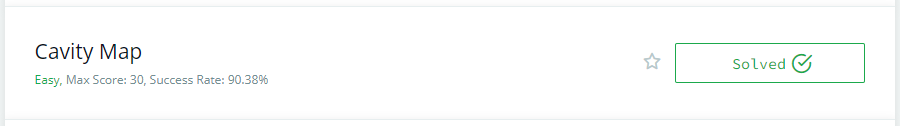 Cavity Map
Easy, Max Score: 30, Success Rate: 90.38%
Solved